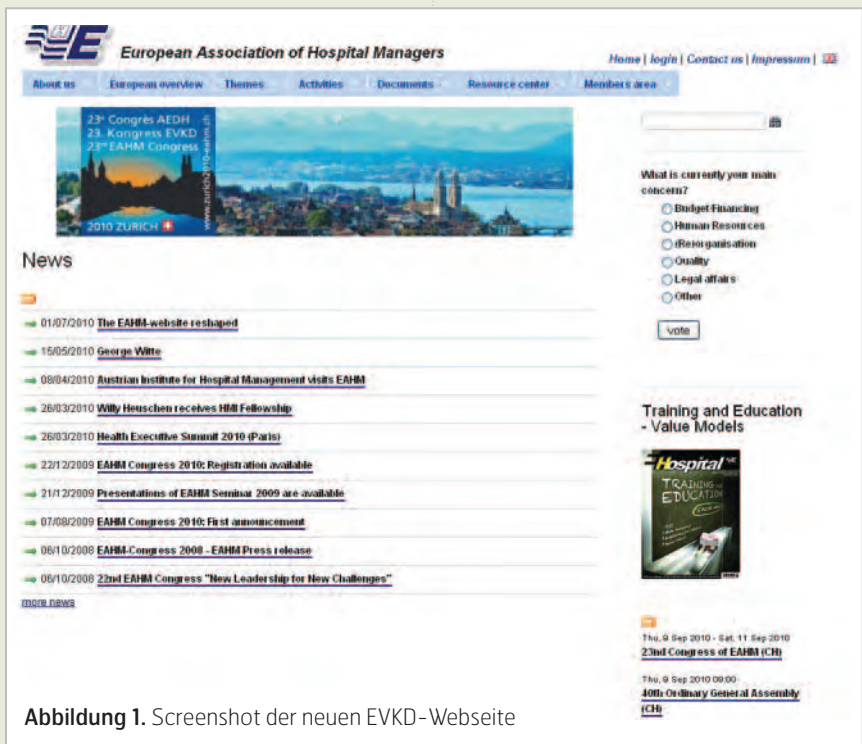 European Association of Hospital Managers
Home | login | Contact us | Impressum |
About us European overview Themes Activities Documents Resource center Members area
23e Congrès AEDH
23. Kongress EVKD
23rd EAHM Congress
www.zurich2010-eahm.ch
2010 ZURICH
What is currently your main
concern?
Budget Financing
Human Resources
(Re)organisation
Quality
Legal affairs
Other
vote
News
01/07/2010 The EAHM-website reshaped
15/05/2010 George Witte
08/04/2010 Austrian Institute for Hospital Management visits EAHM
26/03/2010 Willy Heuschen receives HMI Fellowship
26/03/2010 Health Executive Summit 2010 (Paris)
22/12/2009 EAHM Congress 2010: Registration available
21/12/2009 Presentations of EAHM Seminar 2009 are available
07/08/2009 EAHM Congress 2010: First announcement
06/10/2008 EAHM-Congress 2008 - EAHM Press release
06/10/2008 22nd EAHM Congress "New Leadership for New Challenges"
more news
Training and Education
- Value Models
Hospital
TRAINING
EDUCATION
Thu, 9 Sep 2010 - Sat, 11 Sep 2010
23nd Congress of EAHM (CH)
Thu, 9 Sep 2010 09:00
40th Ordinary General Assembly
(CH)
Abbildung 1. Screenshot der neuen EVKD-Webseite